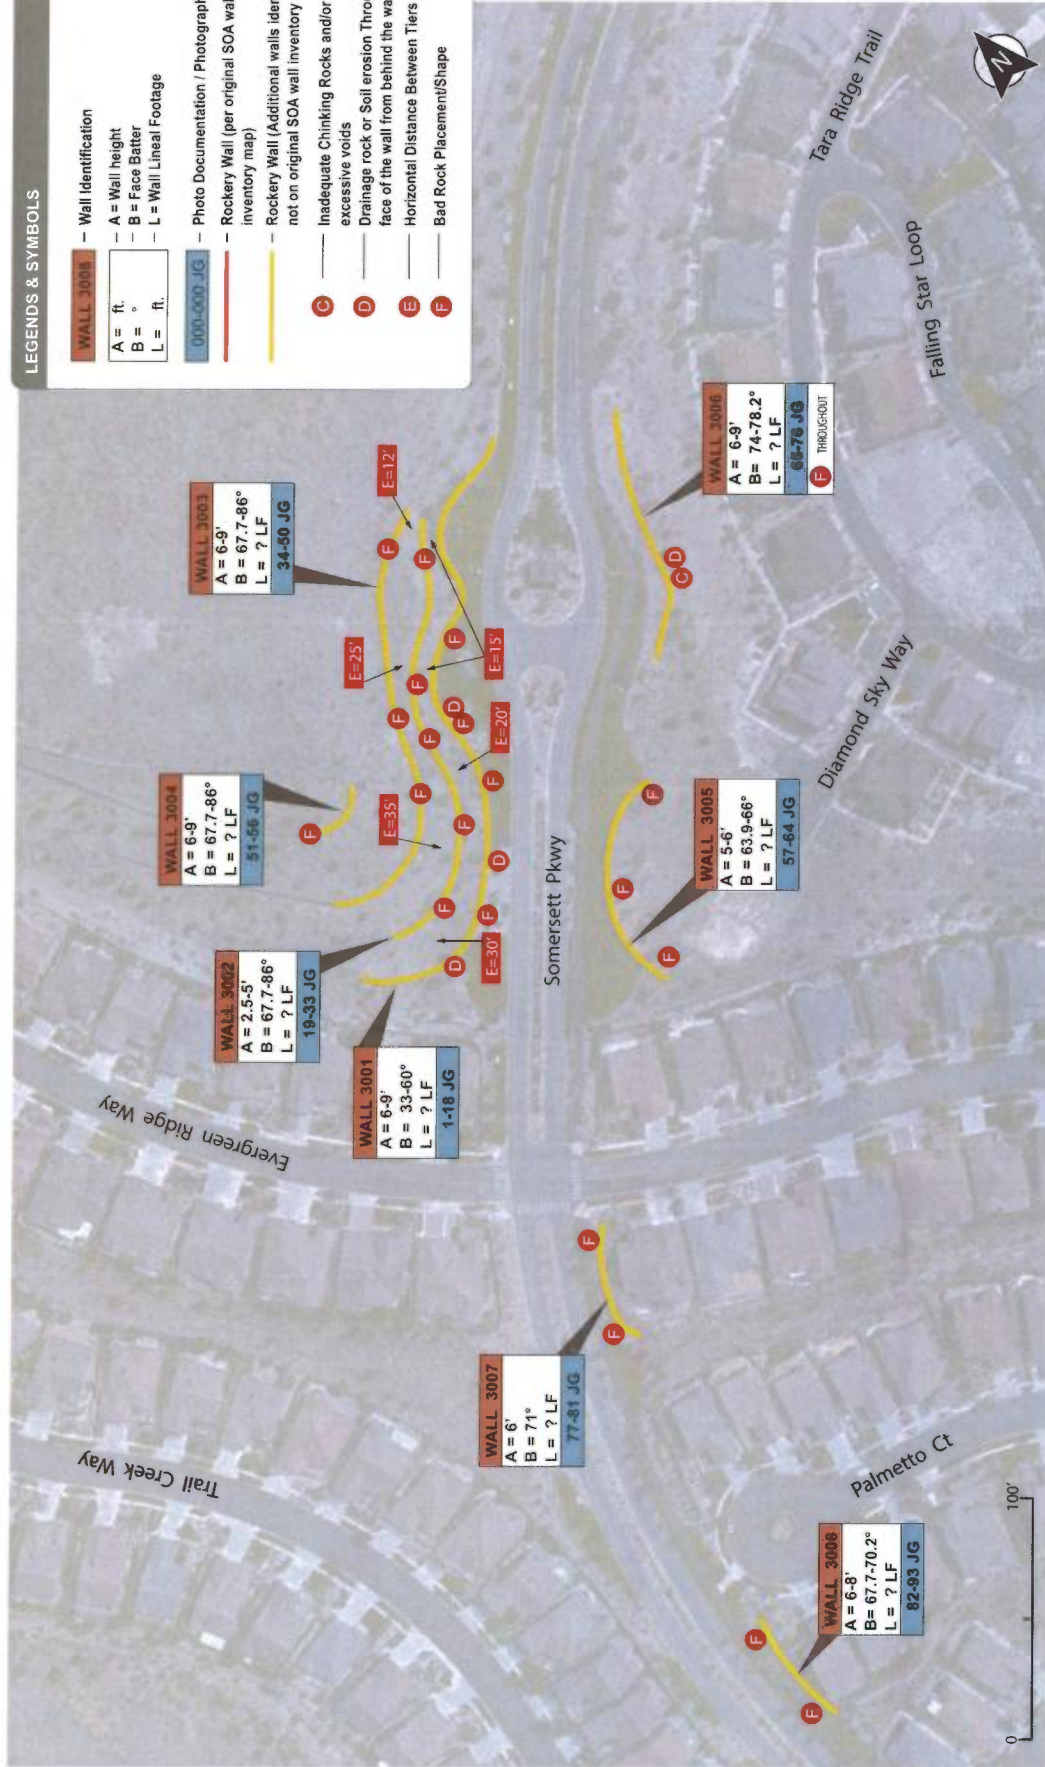 LEGENDS & SYMBOLS
WALL 3005 – Wall Identification
A = ft. – A = Wall height
B = ° – B = Face Batter
L = ft. – L = Wall Lineal Footage
000-000 JG – Photo Documentation / Photograph
– Rockery Wall (per original SOA wall
inventory map)
– Rockery Wall (Additional walls iden
not on original SOA wall inventory
C Inadequate Chinking Rocks and/or
excessive voids
D Drainage rock or Soil erosion Throu
face of the wall from behind the wa
E Horizontal Distance Between Tiers
F Bad Rock Placement/Shape
N
Tara Ridge Trail
Falling Star Loop
Diamond Sky Way
Somersett Pkwy
Evergreen Ridge Way
Trail Creek Way
Palmetto Ct
WALL 3003
A = 6-9'
B = 67.7-86°
L = ? LF
34-50 JG
WALL 3004
A = 6-9'
B = 67.7-86°
L = ? LF
51-56 JG
WALL 3002
A = 2.5-5'
B = 67.7-86°
L = ? LF
19-33 JG
WALL 3001
A = 6-9'
B = 33-60°
L = ? LF
1-18 JG
WALL 3006
A = 6-9'
B= 74-78.2°
L = ? LF
65-76 JG
F THROUGHOUT
WALL 3005
A = 5-6'
B = 63.9-66°
L = ? LF
57-64 JG
WALL 3007
A = 6'
B = 71°
L = ? LF
77-81 JG
WALL 3008
A = 6-8'
B= 67.7-70.2°
L = ? LF
82-93 JG
E=12'
E=25'
E=15'
E=20'
E=35'
E=30'
F
F
F
F
F
D
F
F
F
F
F
D
F
F
D
C
D
F
F
F
F
F
F
F
0
100'